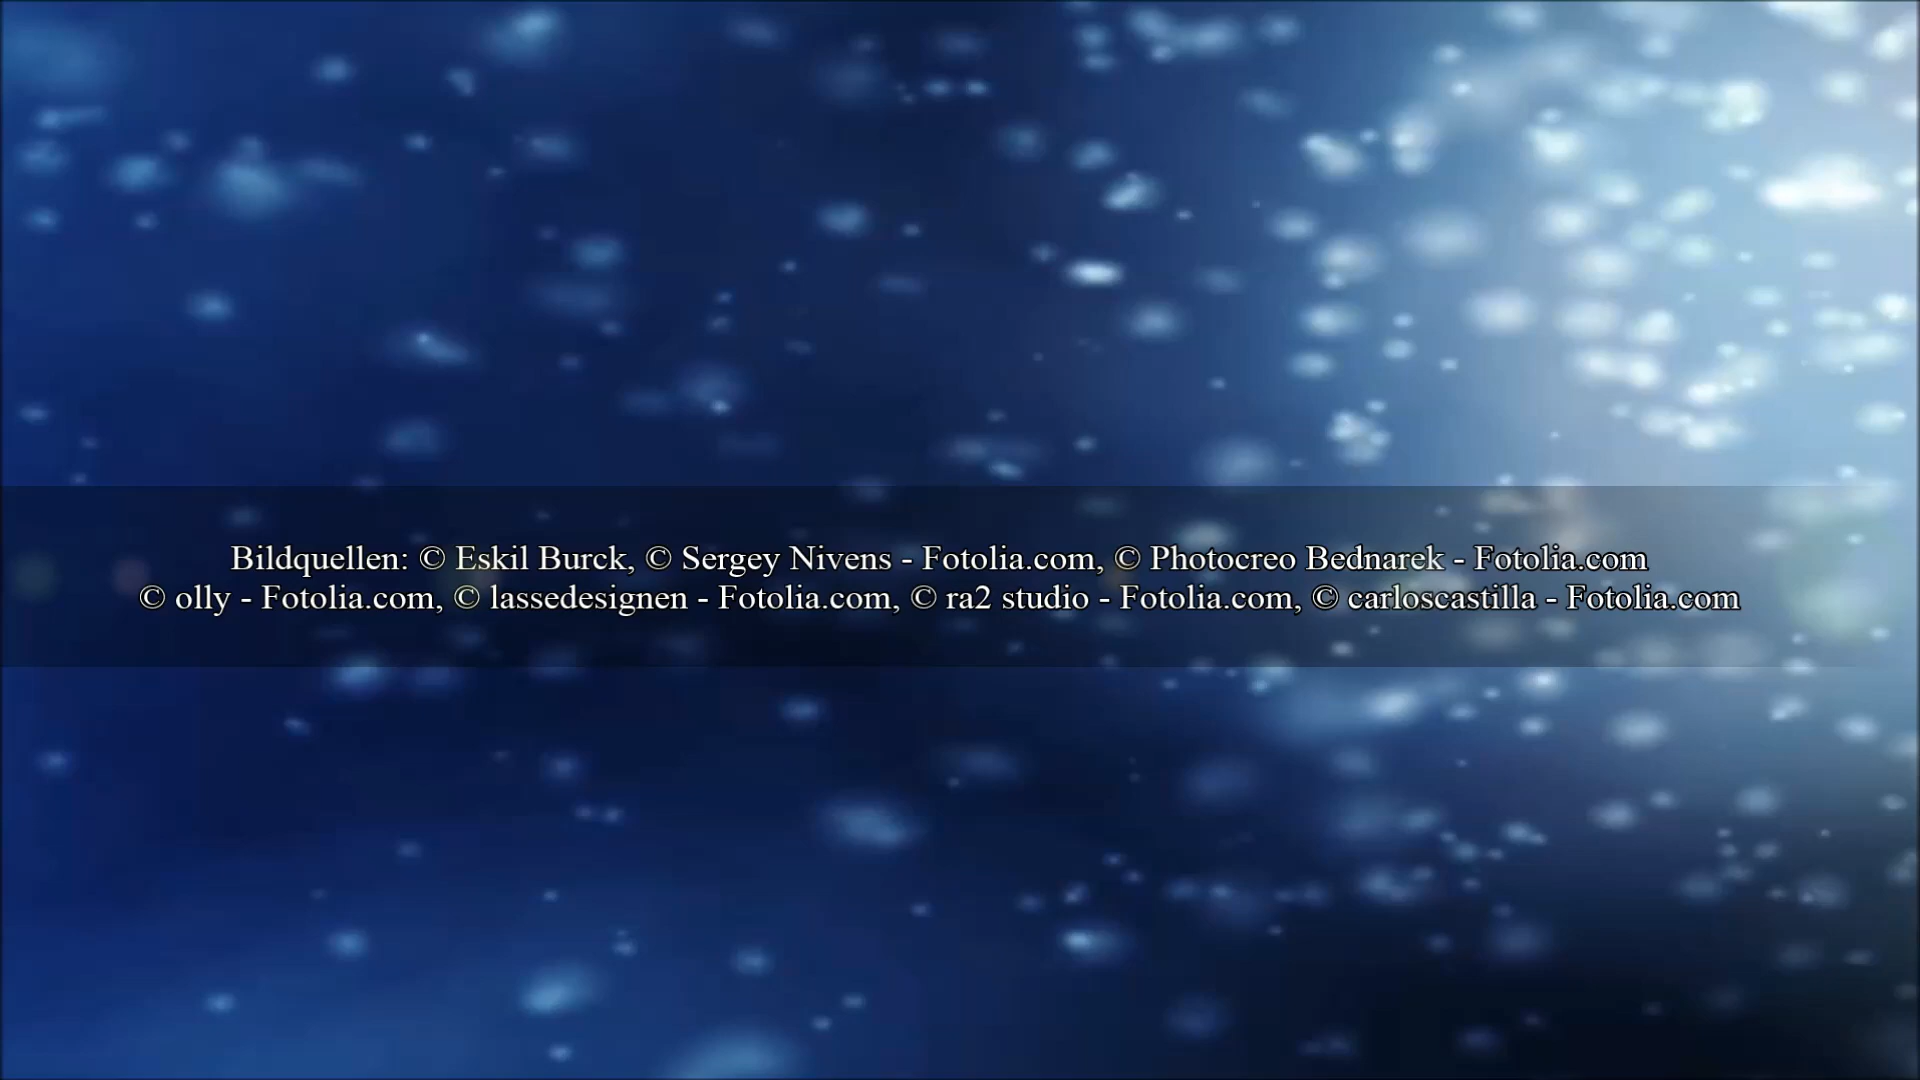 Bildquellen: © Eskil Burck, © Sergey Nivens - Fotolia.com, © Photocreo Bednarek - Fotolia.com
© olly - Fotolia.com, © lassedesignen - Fotolia.com, © ra2 studio - Fotolia.com, © carloscastilla - Fotolia.com